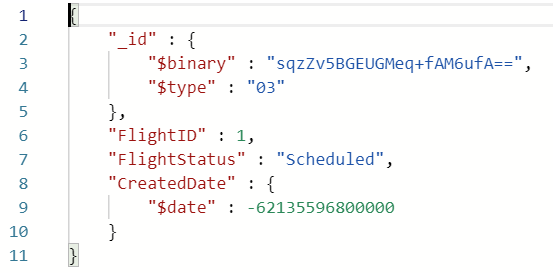 1 {
2 "_id" : {
3 "$binary" : "sqzZv5BGEUGMeq+fAM6ufA==",
4 "$type" : "03"
5 },
6 "FlightID" : 1,
7 "FlightStatus" : "Scheduled",
8 "CreatedDate" : {
9 "$date" : -62135596800000
10 }
11 }